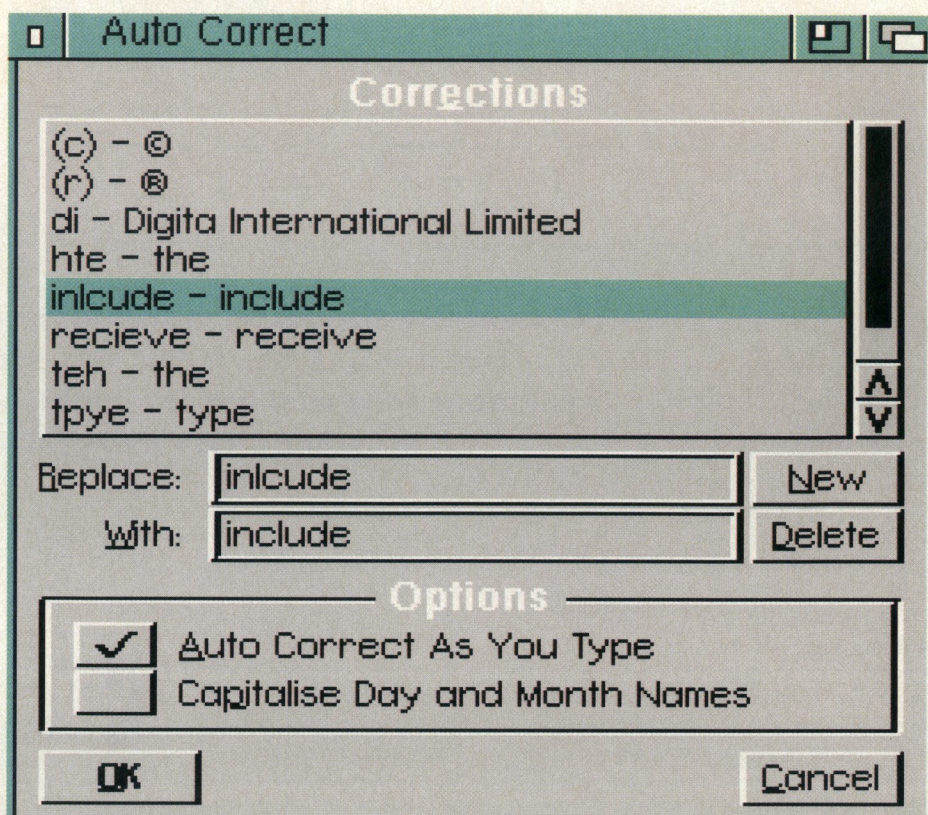 Auto Correct
Corrections
(c) - ©
(r) - ®
di - Digita International Limited
hte - the
inlcude - include
recieve - receive
teh - the
tpye - type
Replace: inlcude New
With: include Delete
Options
✓ Auto Correct As You Type
Capitalise Day and Month Names
OK Cancel